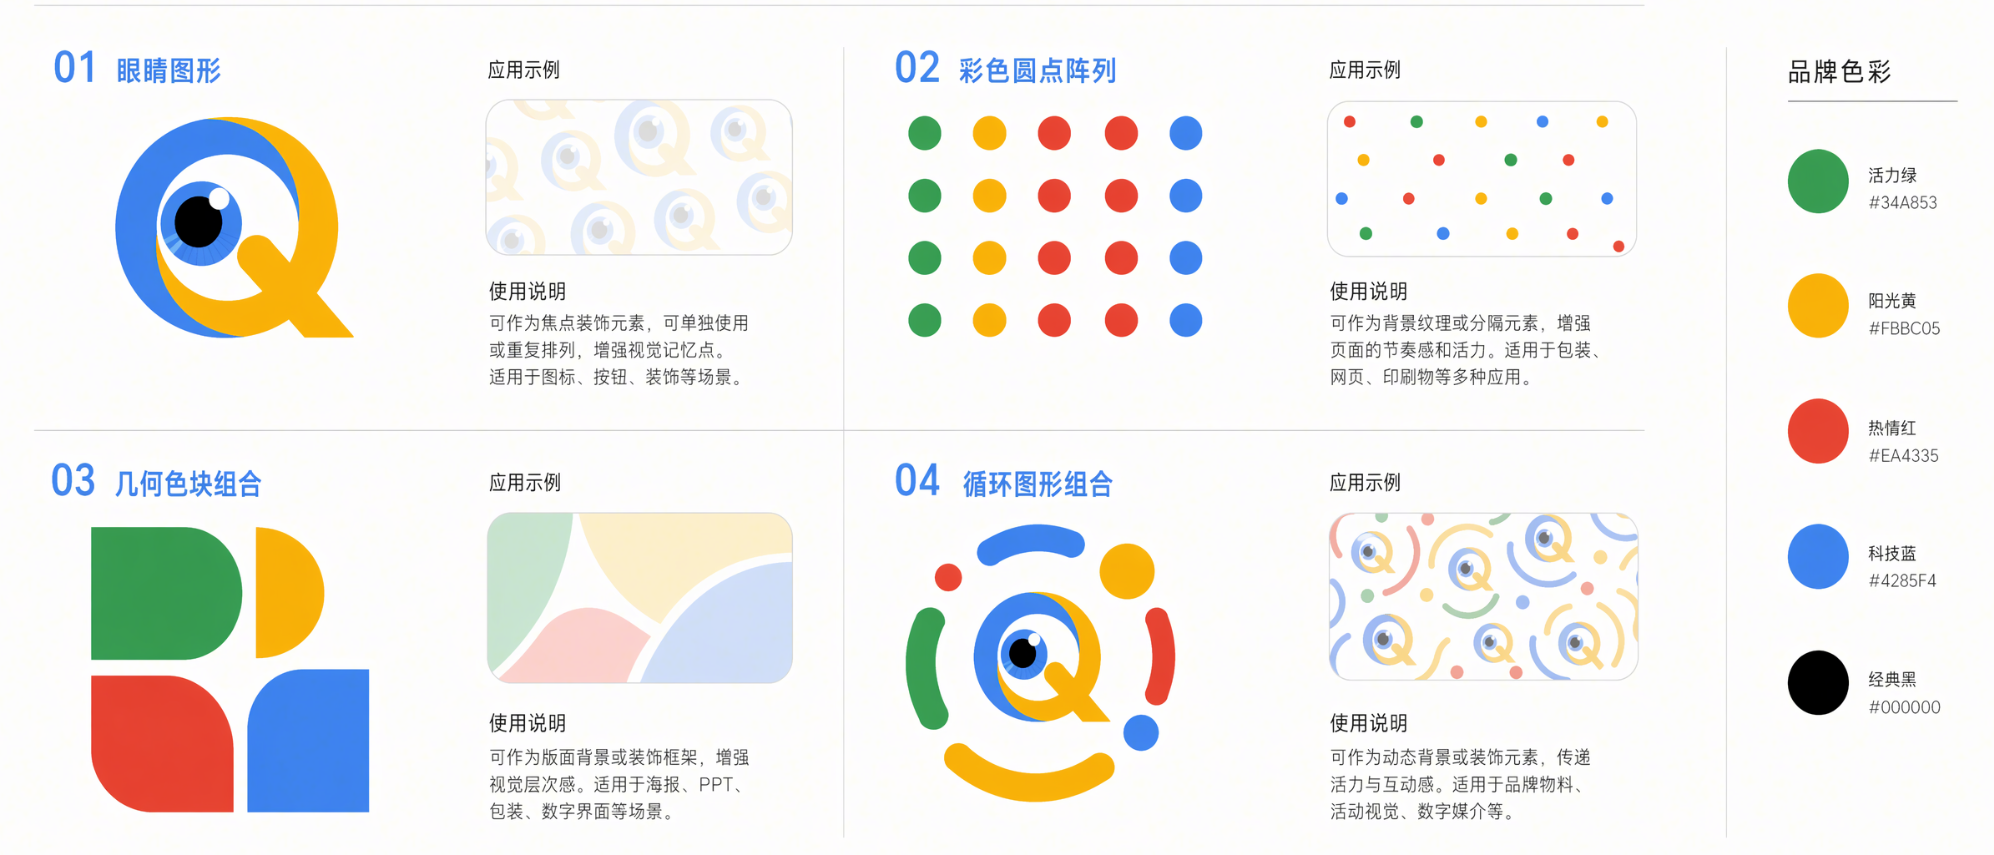 01 眼睛图形
应用示例
使用说明
可作为焦点装饰元素，可单独使用
或重复排列，增强视觉记忆点。
适用于图标、按钮、装饰等场景。
02 彩色圆点阵列
应用示例
使用说明
可作为背景纹理或分隔元素，增强
页面的节奏感和活力。适用于包装、
网页、印刷物等多种应用。
03 几何色块组合
应用示例
使用说明
可作为版面背景或装饰框架，增强
视觉层次感。适用于海报、PPT、
包装、数字界面等场景。
04 循环图形组合
应用示例
使用说明
可作为动态背景或装饰元素，传递
活力与互动感。适用于品牌物料、
活动视觉、数字媒介等。
品牌色彩
活力绿
#34A853
阳光黄
#FBBC05
热情红
#EA4335
科技蓝
#4285F4
经典黑
#000000